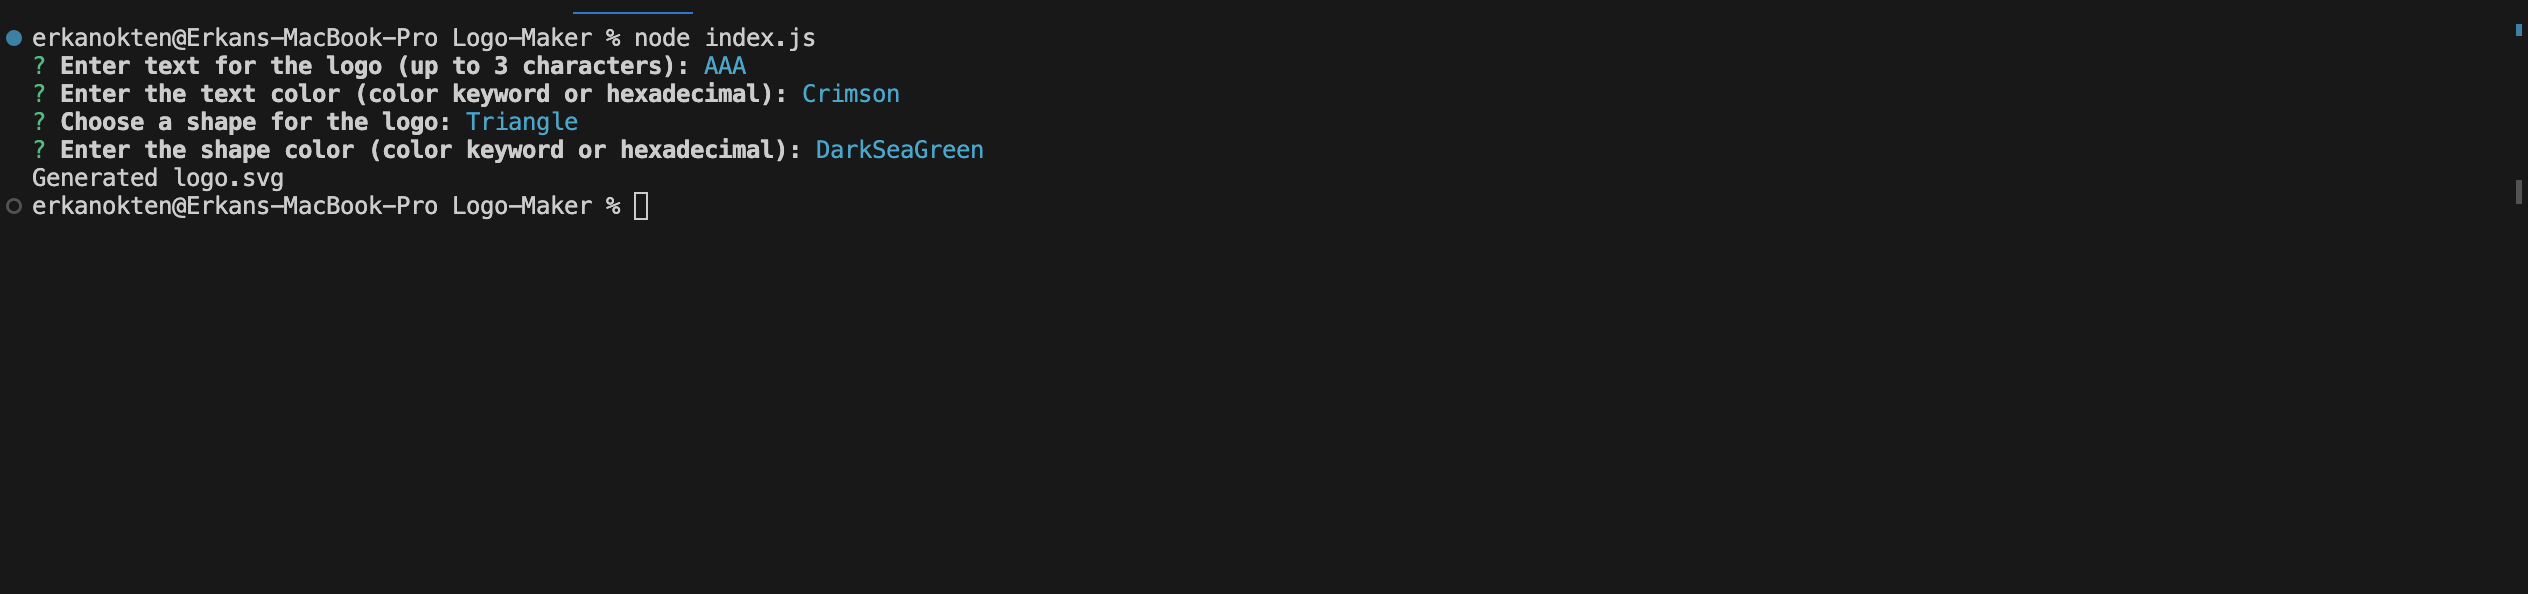 erkanokten@Erkans-MacBook-Pro Logo-Maker % node index.js
? Enter text for the logo (up to 3 characters): AAA
? Enter the text color (color keyword or hexadecimal): Crimson
? Choose a shape for the logo: Triangle
? Enter the shape color (color keyword or hexadecimal): DarkSeaGreen
Generated logo.svg
erkanokten@Erkans-MacBook-Pro Logo-Maker %